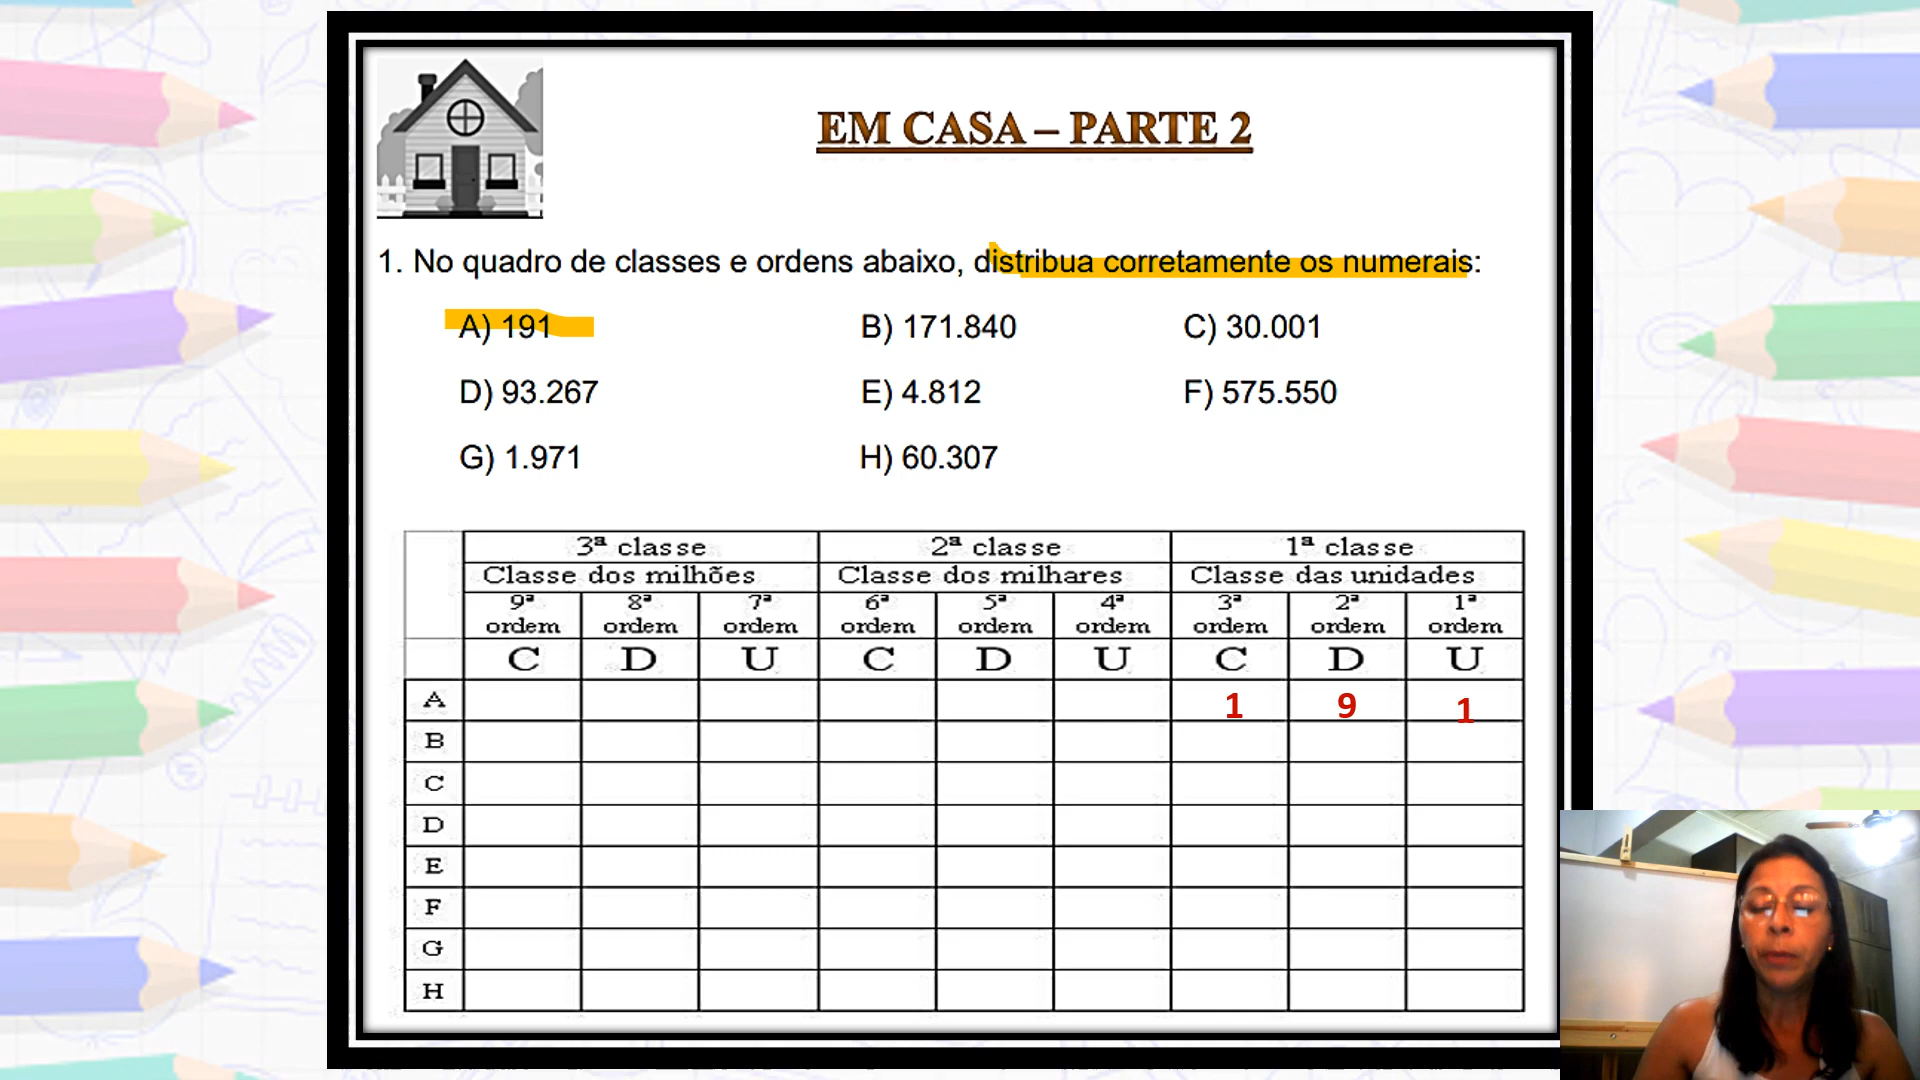 EM CASA – PARTE 2
1. No quadro de classes e ordens abaixo, distribua corretamente os numerais:
A) 191 B) 171.840 C) 30.001
D) 93.267 E) 4.812 F) 575.550
G) 1.971 H) 60.307
3ª classe 2ª classe 1ª classe
Classe dos milhões Classe dos milhares Classe das unidades
9ª 8ª 7ª 6ª 5ª 4ª 3ª 2ª 1ª
ordem ordem ordem ordem ordem ordem ordem ordem ordem
C D U C D U C D U
A 1 9 1
B
C
D
E
F
G
H